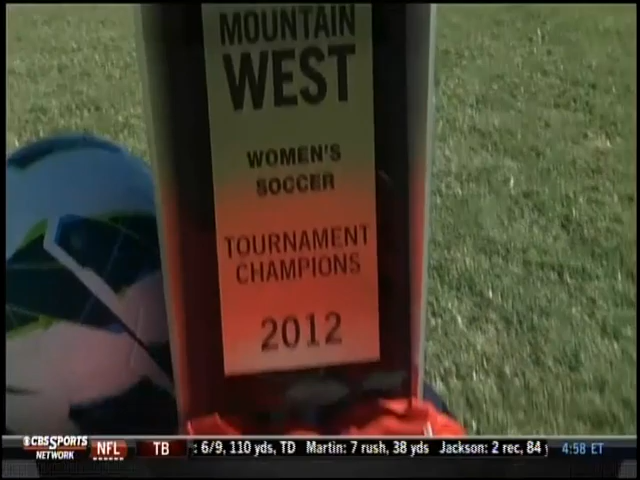 MOUNTAIN
WEST
WOMEN'S
SOCCER
TOURNAMENT
CHAMPIONS
2012
CBS SPORTS
NETWORK
NFL
TB
: 6/9, 110 yds, TD Martin: 7 rush, 38 yds Jackson: 2 rec, 84
4:58 ET